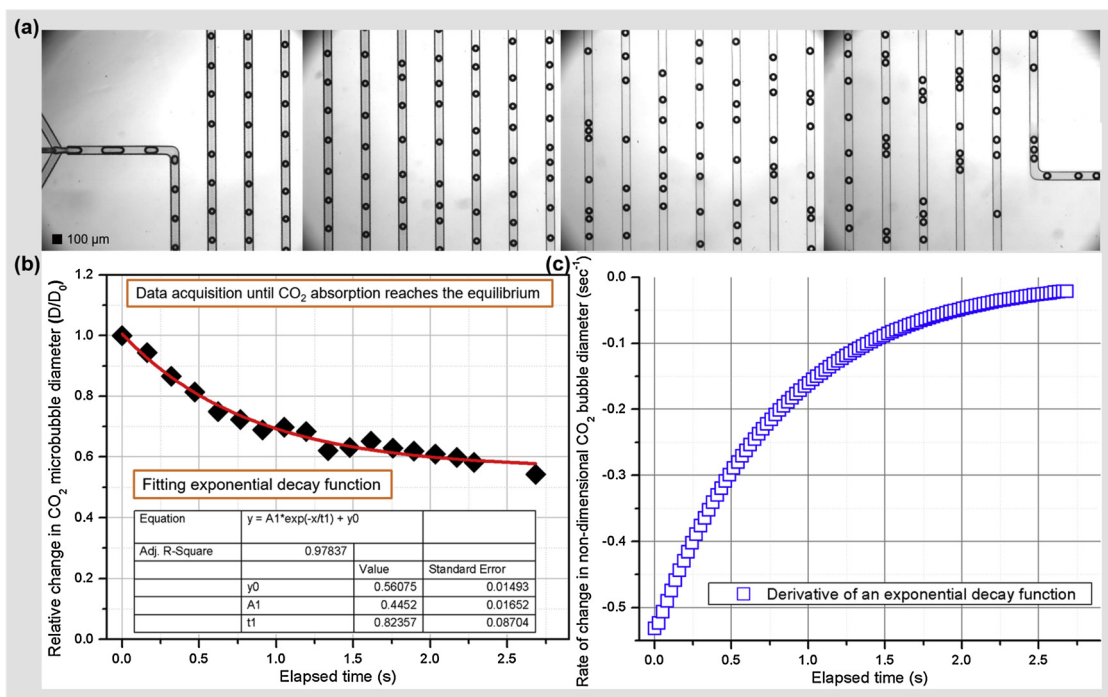 (a)
100 µm
(b)
Relative change in CO2 microbubble diameter (D/D0)
1.2
1.0
0.8
0.6
0.4
0.2
0.0
Data acquisition until CO2 absorption reaches the equilibrium
Fitting exponential decay function
Equation y = A1*exp(-x/t1) + y0
Adj. R-Square 0.97837
Value Standard Error
y0 0.56075 0.01493
A1 0.4452 0.01652
t1 0.82357 0.08704
0.0 0.5 1.0 1.5 2.0 2.5
Elapsed time (s)
(c)
Rate of change in non-dimensional CO2 bubble diameter (sec-1)
0.0
-0.1
-0.2
-0.3
-0.4
-0.5
Derivative of an exponential decay function
0.0 0.5 1.0 1.5 2.0 2.5
Elapsed time (s)